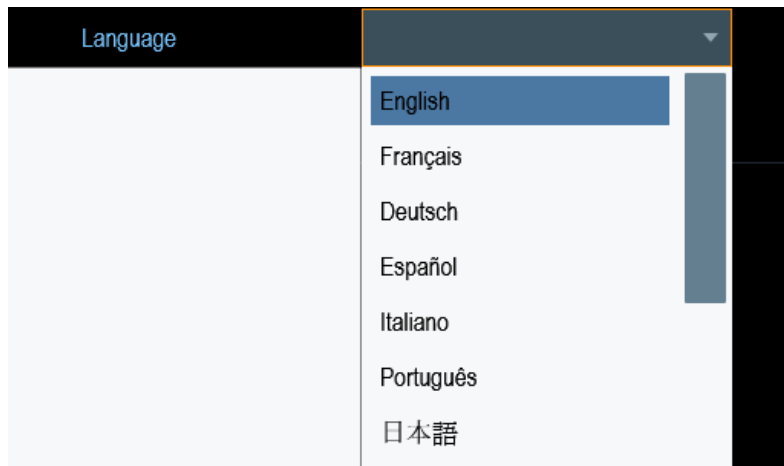 Language
English
Français
Deutsch
Español
Italiano
Português
日本語